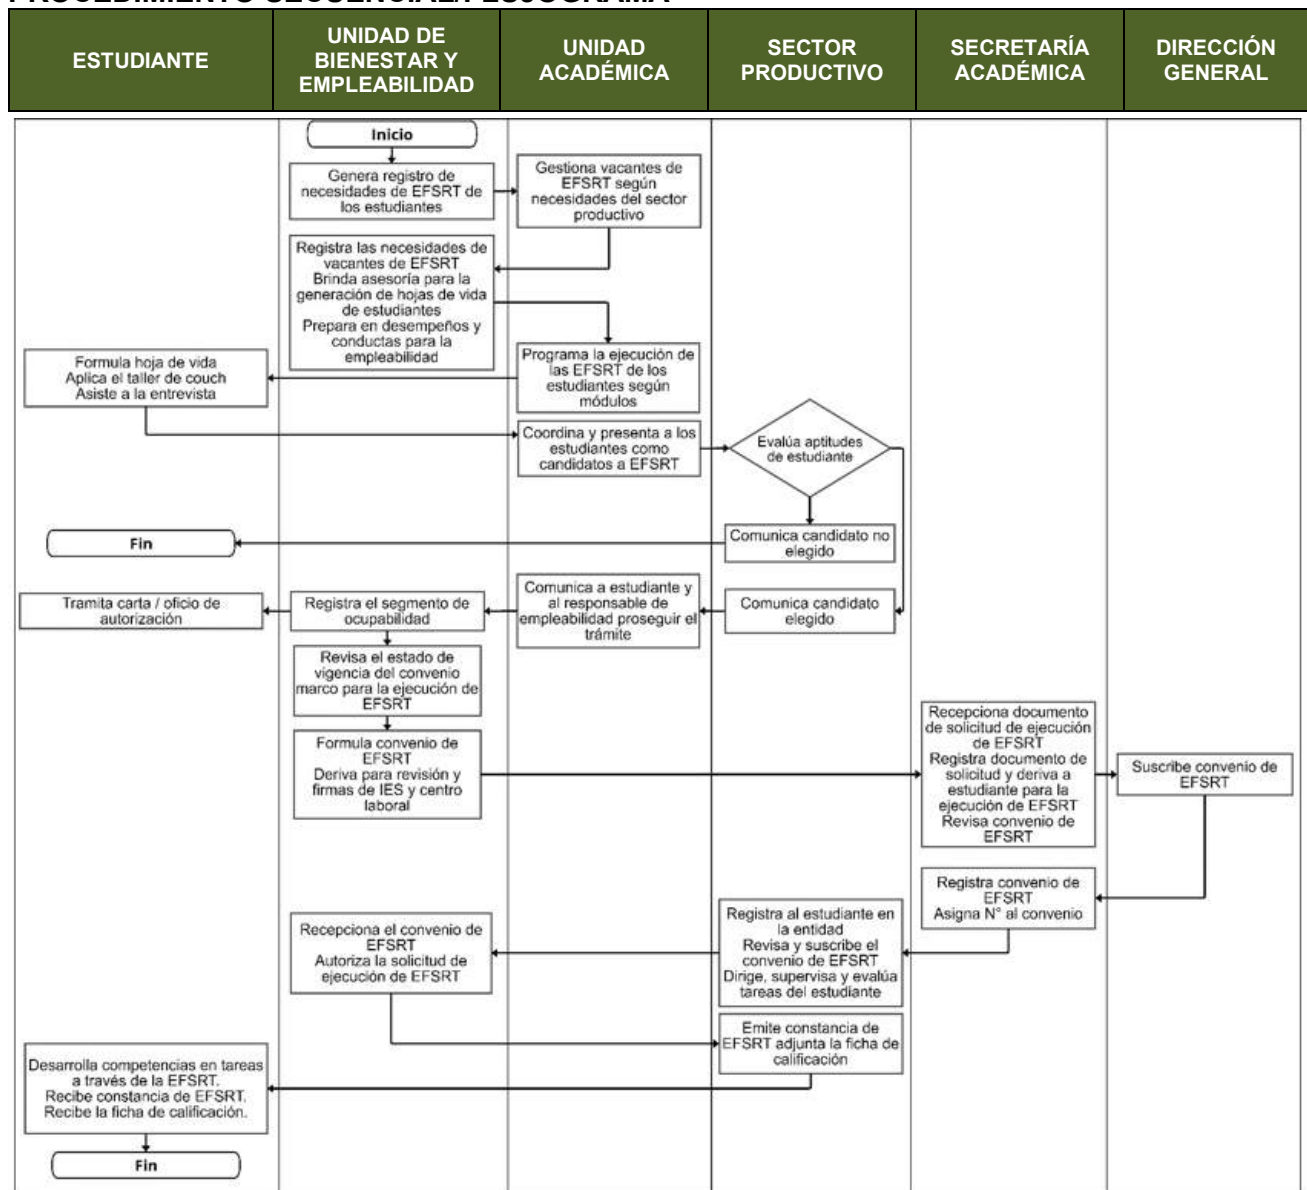 PROCEDIMIENTO SECUENCIAL/FLUJOGRAMA
ESTUDIANTE
UNIDAD DE
BIENESTAR Y
EMPLEABILIDAD
UNIDAD
ACADÉMICA
SECTOR
PRODUCTIVO
SECRETARÍA
ACADÉMICA
DIRECCIÓN
GENERAL
Inicio
Genera registro de
necesidades de EFSRT de
los estudiantes
Gestiona vacantes de
EFSRT según
necesidades del sector
productivo
Registra las necesidades de
vacantes de EFSRT
Brinda asesoría para la
generación de hojas de vida
de estudiantes
Prepara en desempeños y
conductas para la
empleabilidad
Programa la ejecución de
las EFSRT de los
estudiantes según
módulos
Formula hoja de vida
Aplica el taller de couch
Asiste a la entrevista
Coordina y presenta a los
estudiantes como
candidatos a EFSRT
Evalúa aptitudes
de estudiante
Comunica candidato no
elegido
Fin
Comunica candidato
elegido
Comunica a estudiante y
al responsable de
empleabilidad proseguir el
trámite
Registra el segmento de
ocupabilidad
Tramita carta / oficio de
autorización
Revisa el estado de
vigencia del convenio
marco para la ejecución de
EFSRT
Formula convenio de
EFSRT
Deriva para revisión y
firmas de IES y centro
laboral
Recepciona documento
de solicitud de ejecución
de EFSRT
Registra documento de
solicitud y deriva a
estudiante para la
ejecución de EFSRT
Revisa convenio de
EFSRT
Suscribe convenio de
EFSRT
Registra convenio de
EFSRT
Asigna N° al convenio
Registra al estudiante en
la entidad
Revisa y suscribe el
convenio de EFSRT
Dirige, supervisa y evalúa
tareas del estudiante
Recepciona el convenio de
EFSRT
Autoriza la solicitud de
ejecución de EFSRT
Emite constancia de
EFSRT adjunta la ficha de
calificación
Desarrolla competencias en tareas
a través de la EFSRT.
Recibe constancia de EFSRT.
Recibe la ficha de calificación.
Fin